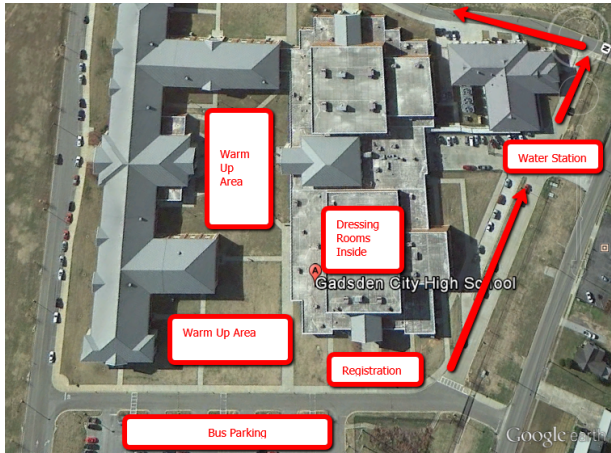 N
Water Station
Warm
Up
Area
Dressing
Rooms
Inside
A
Gadsden City High School
Warm Up Area
Registration
Bus Parking
Google earth